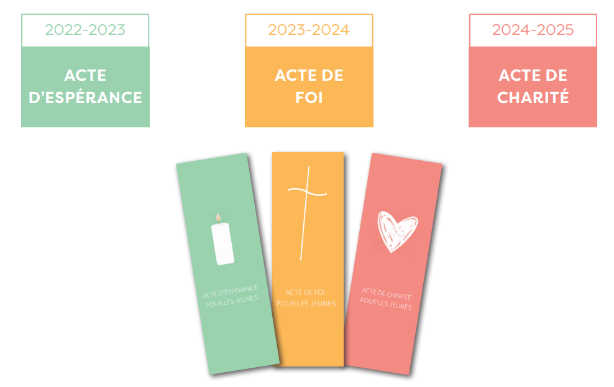 2022-2023
ACTE
D'ESPÉRANCE
2023-2024
ACTE DE
FOI
2024-2025
ACTE DE
CHARITÉ
ACTE D'ESPÉRANCE
POUR LES JEUNES
ACTE DE FOI
POUR LES JEUNES
ACTE DE CHARITÉ
POUR LES JEUNES